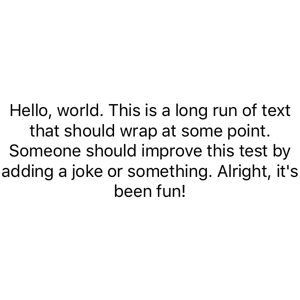 Hello, world. This is a long run of text
that should wrap at some point.
Someone should improve this test by
adding a joke or something. Alright, it's
been fun!